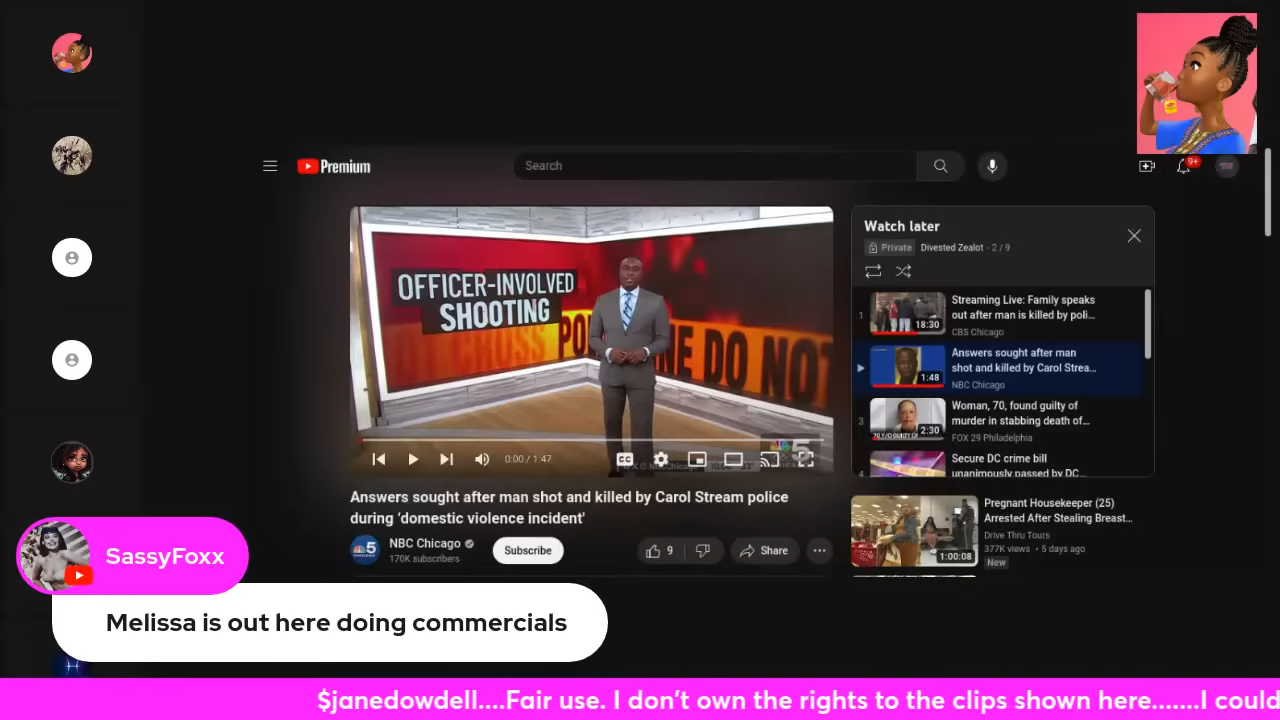 Premium
Search
9+
OFFICER-INVOLVED
SHOOTING
0:00 / 1:47
CC
5
Answers sought after man shot and killed by Carol Stream police
during ‘domestic violence incident'
NBC Chicago
170K subscribers
Subscribe
9
Share
Watch later
Private
Divested Zealot - 2 / 9
1
18:30
Streaming Live: Family speaks
out after man is killed by poli...
CBS Chicago
1:48
Answers sought after man
shot and killed by Carol Strea...
NBC Chicago
3
2:30
Woman, 70, found guilty of
murder in stabbing death of...
FOX 29 Philadelphia
4
Secure DC crime bill
unanimously passed by DC...
1:00:08
Pregnant Housekeeper (25)
Arrested After Stealing Breast...
Drive Thru Tours
377K views • 5 days ago
New
SassyFoxx
Melissa is out here doing commercials
$janedowdell....Fair use. I don’t own the rights to the clips shown here.......I could